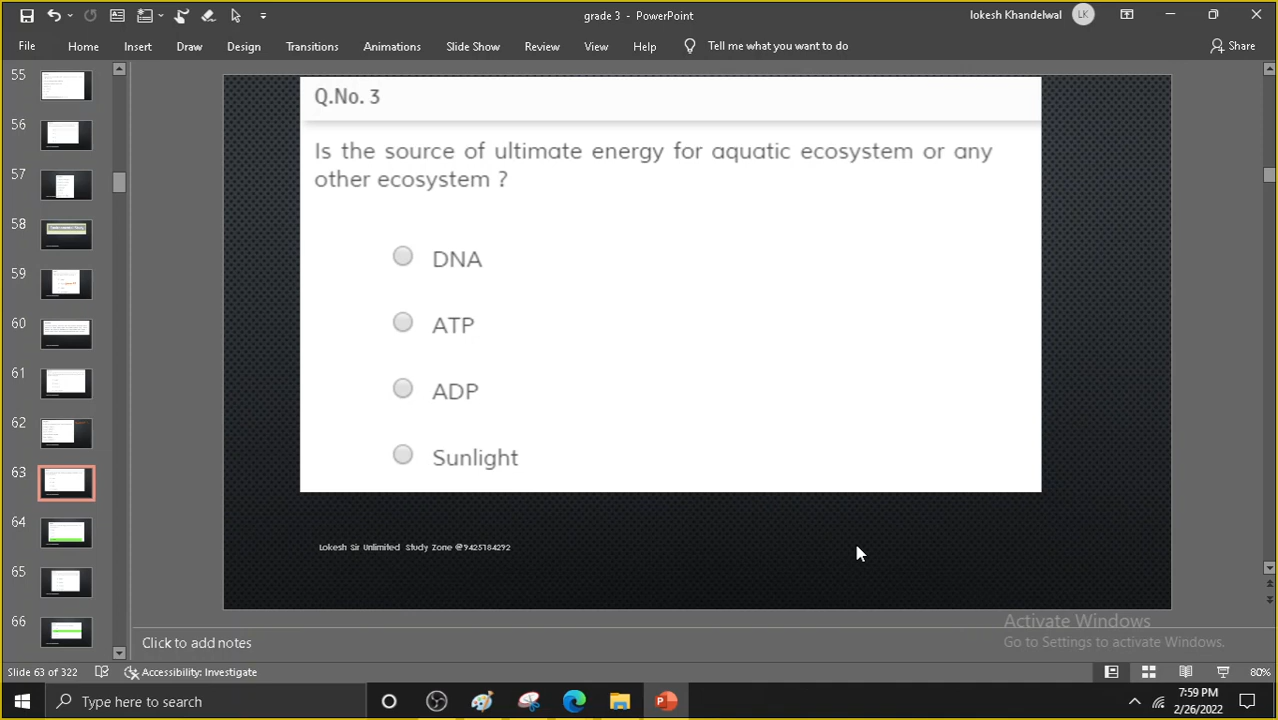 grade 3 - PowerPoint
lokesh Khandelwal
LK
File
Home
Insert
Draw
Design
Transitions
Animations
Slide Show
Review
View
Help
Tell me what you want to do
Share
55
56
57
58
59
60
61
62
63
64
65
66
Q.No. 3
Is the source of ultimate energy for aquatic ecosystem or any
other ecosystem ?
DNA
ATP
ADP
Sunlight
Lokesh Sir Unlimited Study Zone @9425184292
Activate Windows
Go to Settings to activate Windows.
Click to add notes
Slide 63 of 322
Accessibility: Investigate
80%
Type here to search
7:59 PM
2/26/2022